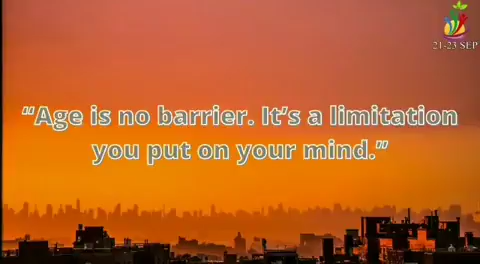 21-23 SEP
“Age is no barrier. It’s a limitation
you put on your mind.”